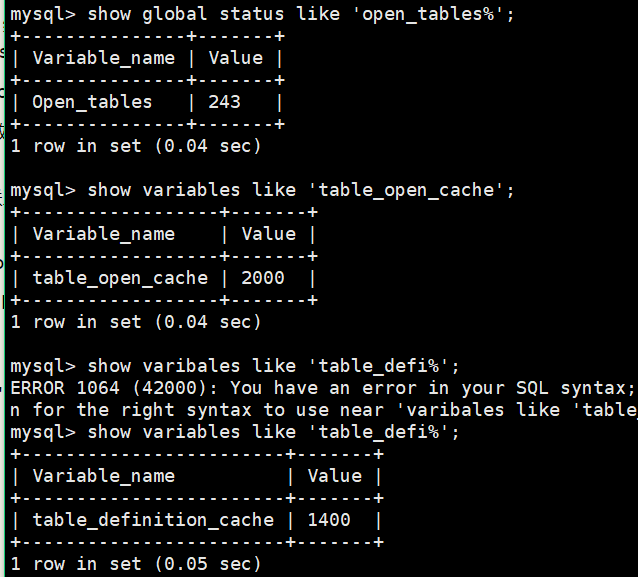 mysql> show global status like 'open_tables%';
+---------------+-------+
| Variable_name | Value |
+---------------+-------+
| Open_tables   | 243   |
+---------------+-------+
1 row in set (0.04 sec)

mysql> show variables like 'table_open_cache';
+------------------+-------+
| Variable_name    | Value |
+------------------+-------+
| table_open_cache | 2000  |
+------------------+-------+
1 row in set (0.04 sec)

mysql> show varibales like 'table_defi%';
ERROR 1064 (42000): You have an error in your SQL syntax;
n for the right syntax to use near 'varibales like 'table_
mysql> show variables like 'table_defi%';
+------------------------+-------+
| Variable_name          | Value |
+------------------------+-------+
| table_definition_cache | 1400  |
+------------------------+-------+
1 row in set (0.05 sec)